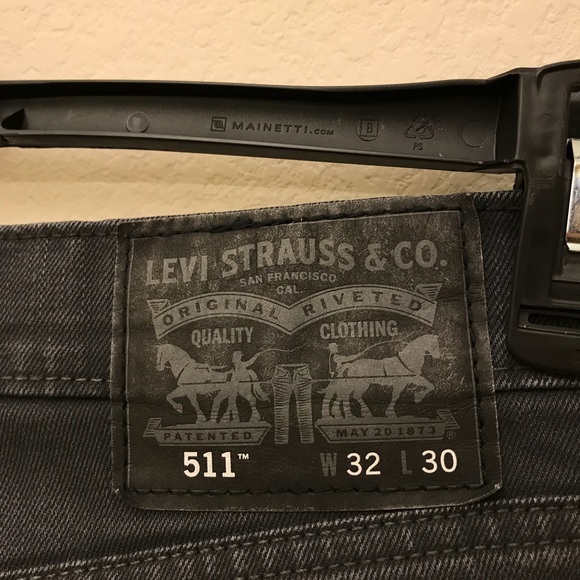 MAINETTI.COM
B
PS
LEVI STRAUSS & CO.
SAN FRANCISCO
CAL.
ORIGINAL RIVETED
QUALITY CLOTHING
PATENTED MAY 20 1873
511™ W 32 L 30